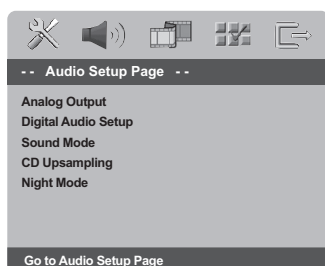 - - Audio Setup Page - -
Analog Output
Digital Audio Setup
Sound Mode
CD Upsampling
Night Mode
Go to Audio Setup Page